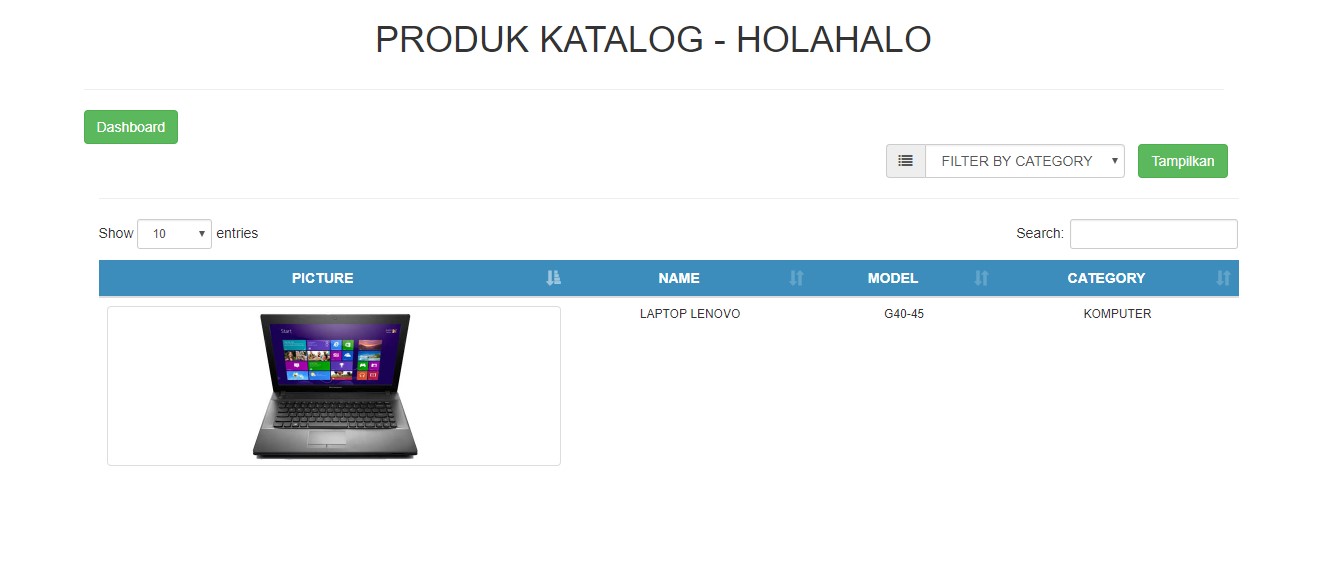 PRODUK KATALOG - HOLAHALO
Dashboard
FILTER BY CATEGORY
Tampilkan
Show 10 entries
Search:
PICTURE NAME MODEL CATEGORY
LAPTOP LENOVO G40-45 KOMPUTER
Start